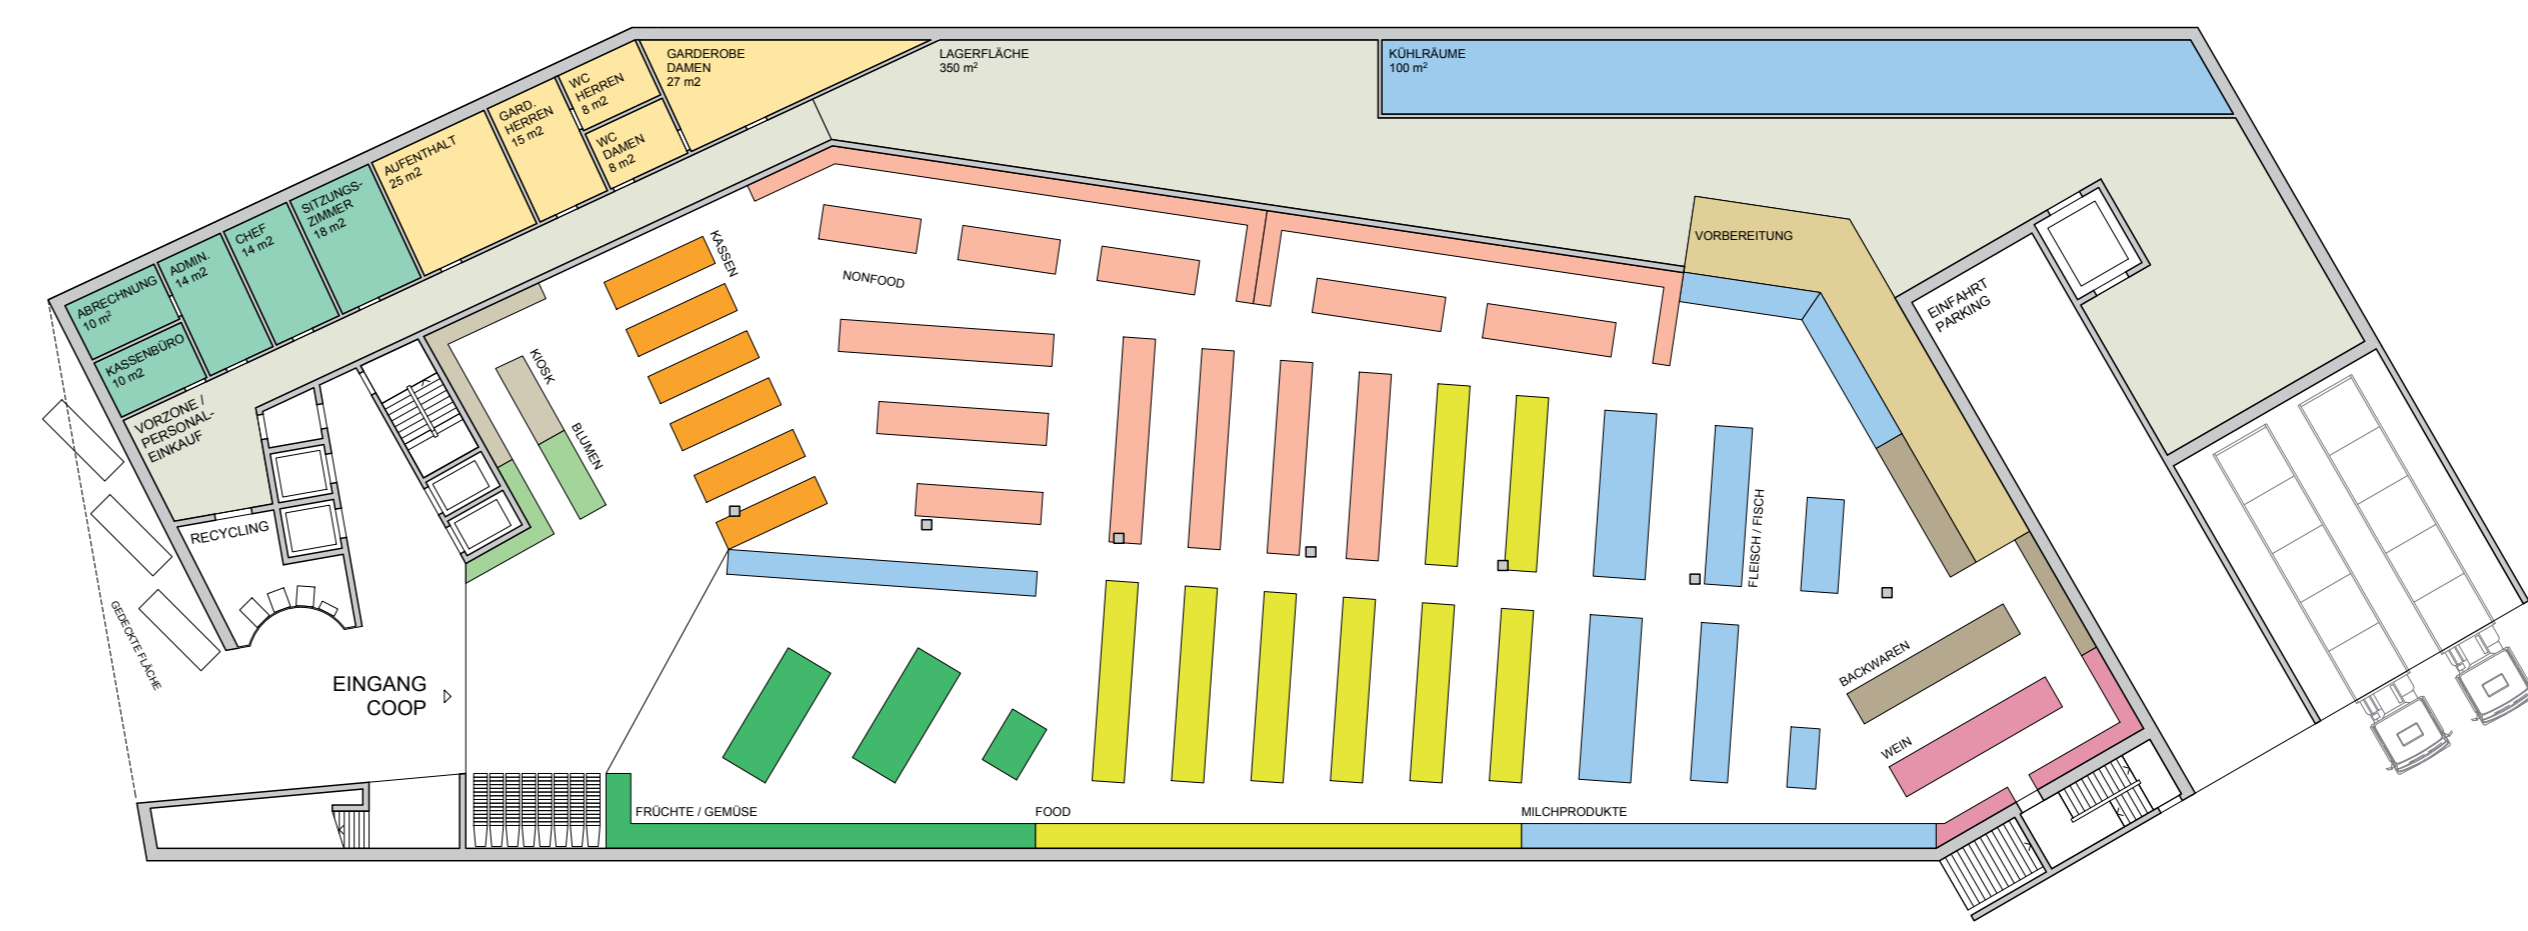 GARDEROBE
DAMEN
27 m2
LAGERFLÄCHE
350 m²
KÜHLRÄUME
100 m²
WC
HERREN
8 m2
WC
DAMEN
8 m2
GARD.
HERREN
15 m2
AUFENTHALT
25 m2
SITZUNGS-
ZIMMER
18 m2
CHEF
14 m2
ADMIN.
14 m2
ABRECHNUNG
10 m²
KASSENBÜRO
10 m2
VORZONE /
PERSONAL-
EINKAUF
RECYCLING
GEDECKTE FLÄCHE
EINGANG
COOP
KIOSK
BLUMEN
KASSEN
NONFOOD
VORBEREITUNG
EINFAHRT
PARKING
FLEISCH / FISCH
BACKWAREN
WEIN
FRÜCHTE / GEMÜSE
FOOD
MILCHPRODUKTE